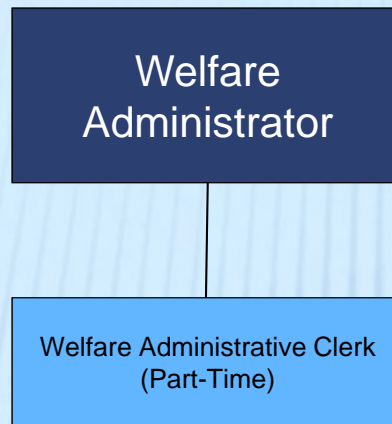 Welfare
Administrator
Welfare Administrative Clerk
(Part-Time)